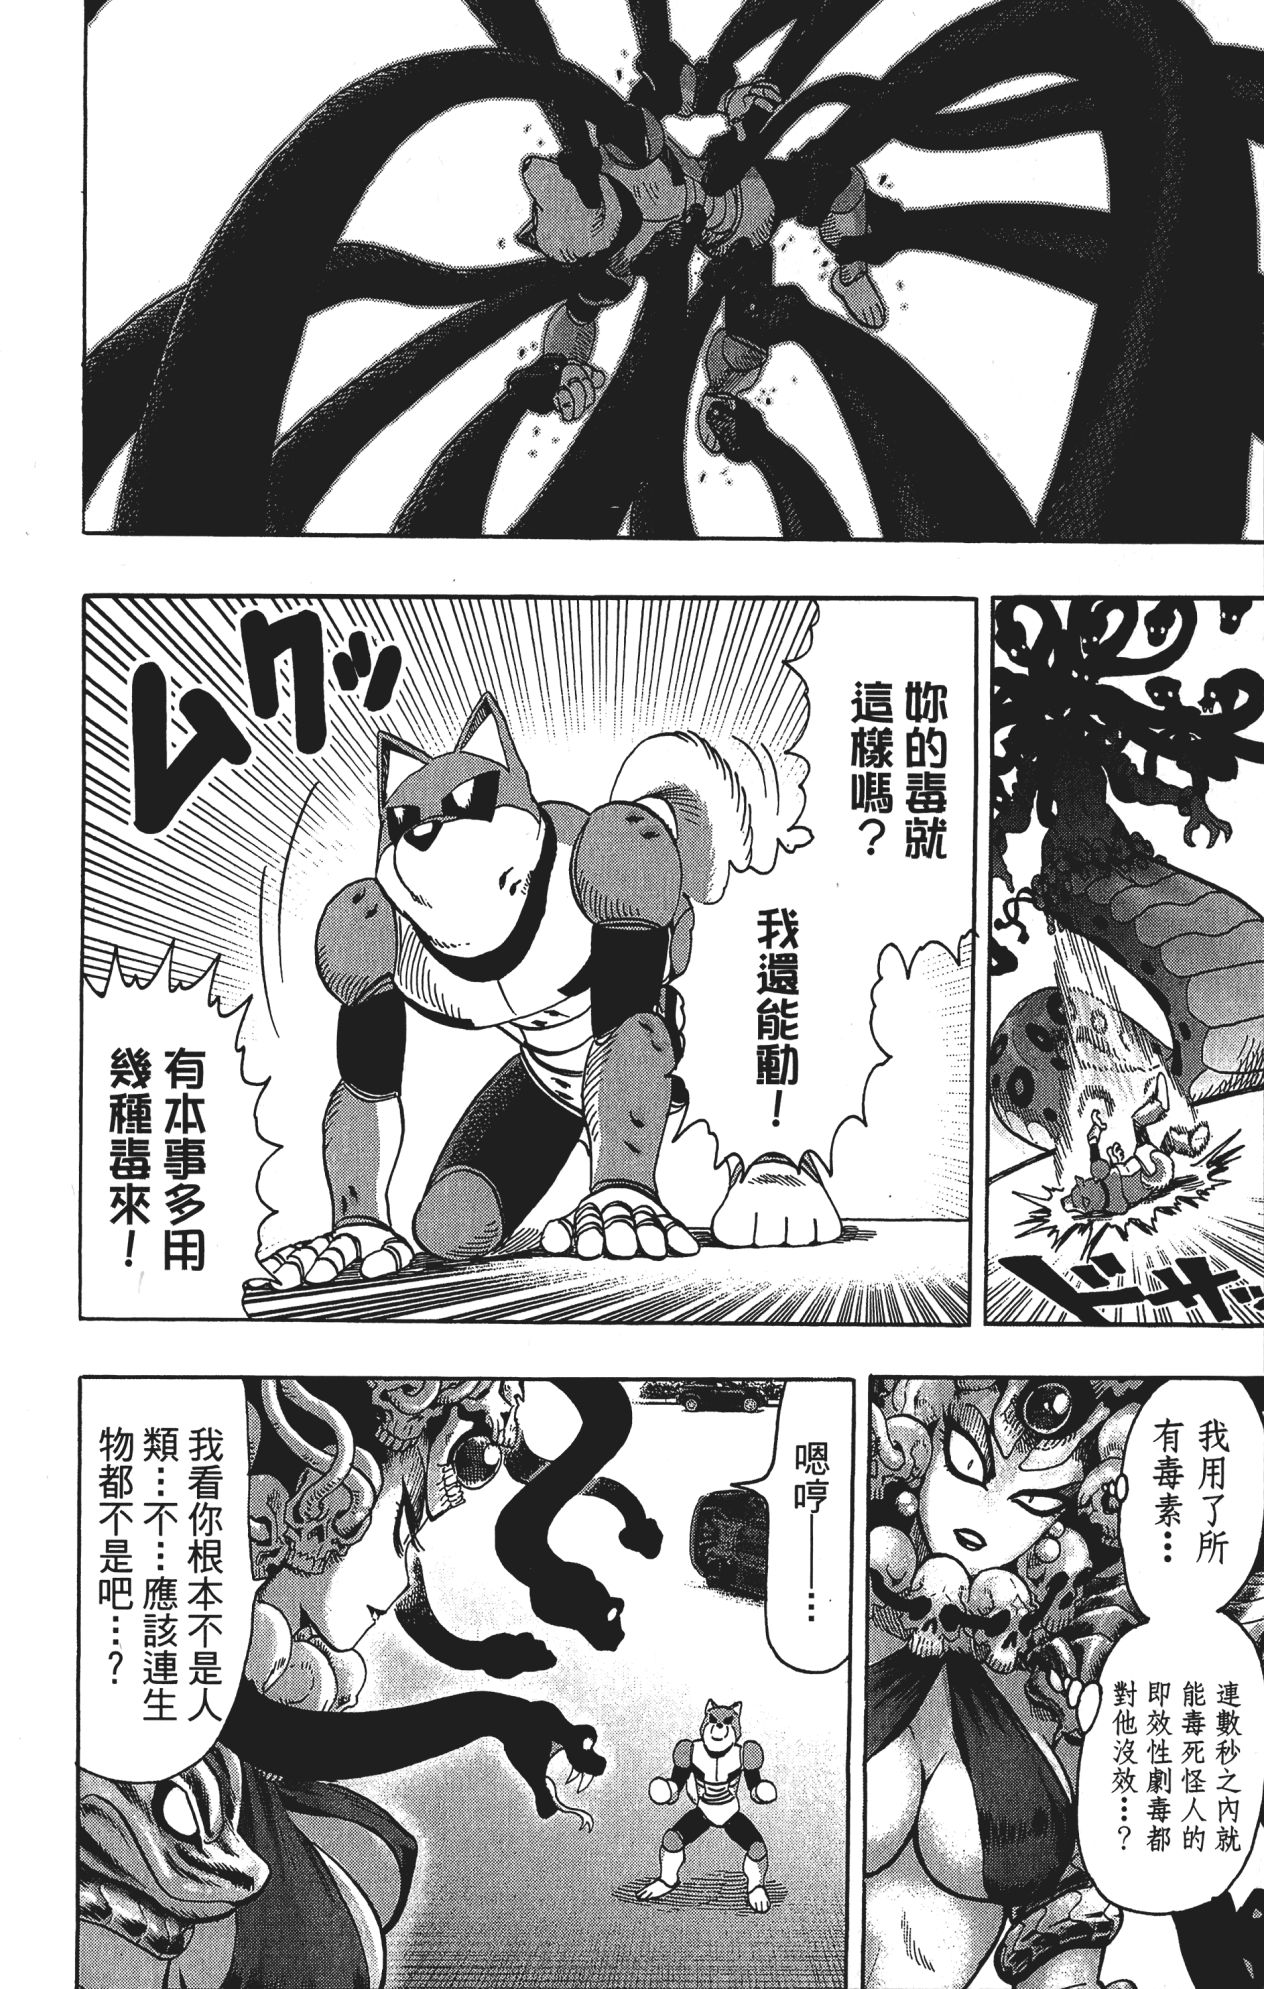 ドサッ
妳的毒就
這樣嗎？
我還能動！
ムクッ
有本事多用
幾種毒來！
我用了所
有毒素…
連數秒之內就
能毒死怪人的
即效性劇毒都
對他沒效…？
嗯哼——…
我看你根本不是人
類…不…應該連生
物都不是吧…？